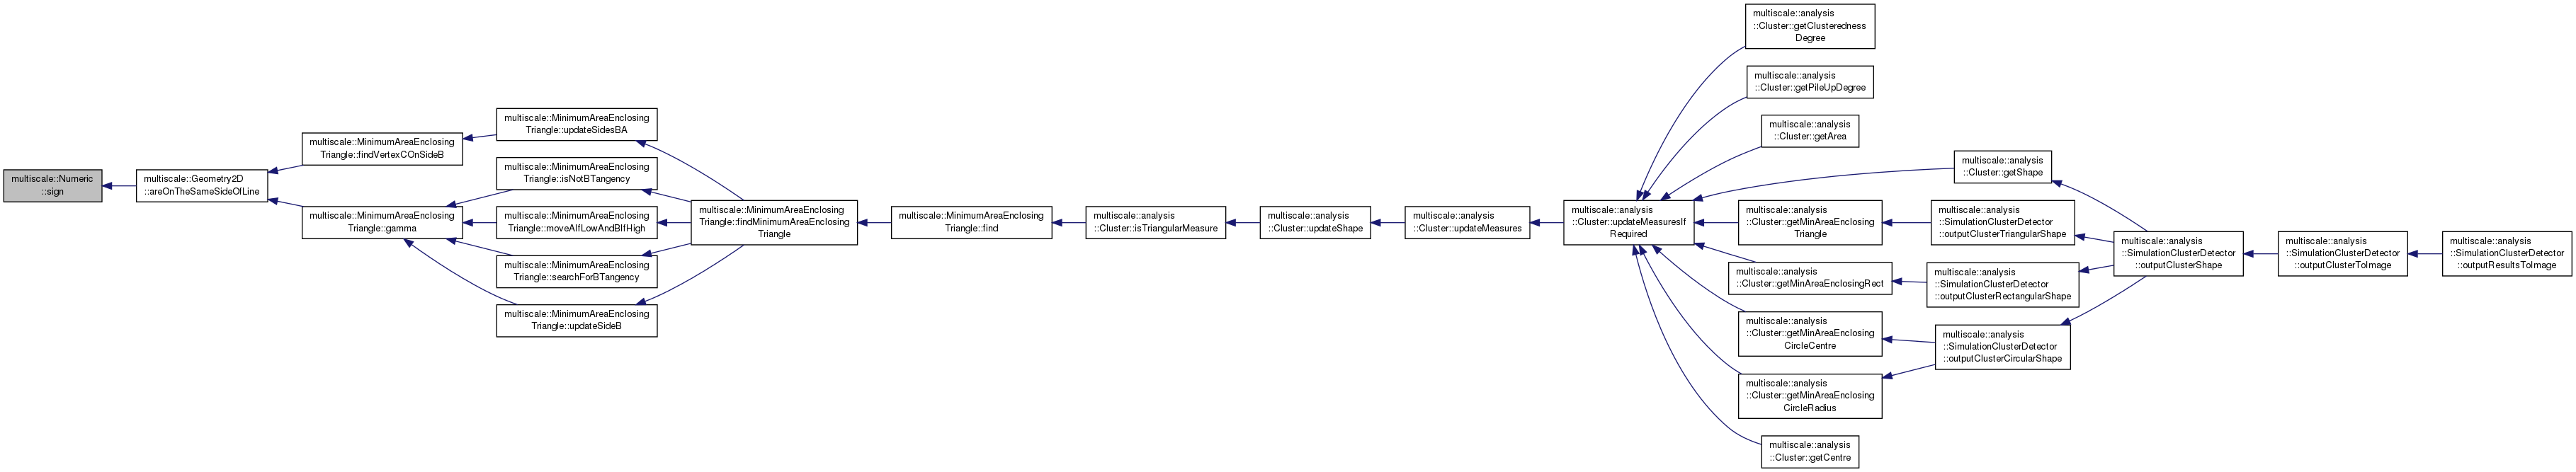 multiscale::Numeric
::sign
multiscale::Geometry2D
::areOnTheSameSideOfLine
multiscale::MinimumAreaEnclosing
Triangle::findVertexCOnSideB
multiscale::MinimumAreaEnclosing
Triangle::gamma
multiscale::MinimumAreaEnclosing
Triangle::updateSidesBA
multiscale::MinimumAreaEnclosing
Triangle::isNotBTangency
multiscale::MinimumAreaEnclosing
Triangle::moveAIfLowAndBIfHigh
multiscale::MinimumAreaEnclosing
Triangle::searchForBTangency
multiscale::MinimumAreaEnclosing
Triangle::updateSideB
multiscale::MinimumAreaEnclosing
Triangle::findMinimumAreaEnclosing
Triangle
multiscale::MinimumAreaEnclosing
Triangle::find
multiscale::analysis
::Cluster::isTriangularMeasure
multiscale::analysis
::Cluster::updateShape
multiscale::analysis
::Cluster::updateMeasures
multiscale::analysis
::Cluster::updateMeasuresIf
Required
multiscale::analysis
::Cluster::getClusteredness
Degree
multiscale::analysis
::Cluster::getPileUpDegree
multiscale::analysis
::Cluster::getArea
multiscale::analysis
::Cluster::getShape
multiscale::analysis
::Cluster::getMinAreaEnclosing
Triangle
multiscale::analysis
::Cluster::getMinAreaEnclosingRect
multiscale::analysis
::Cluster::getMinAreaEnclosing
CircleCentre
multiscale::analysis
::Cluster::getMinAreaEnclosing
CircleRadius
multiscale::analysis
::Cluster::getCentre
multiscale::analysis
::SimulationClusterDetector
::outputClusterTriangularShape
multiscale::analysis
::SimulationClusterDetector
::outputClusterRectangularShape
multiscale::analysis
::SimulationClusterDetector
::outputClusterCircularShape
multiscale::analysis
::SimulationClusterDetector
::outputClusterShape
multiscale::analysis
::SimulationClusterDetector
::outputClusterToImage
multiscale::analysis
::SimulationClusterDetector
::outputResultsToImage